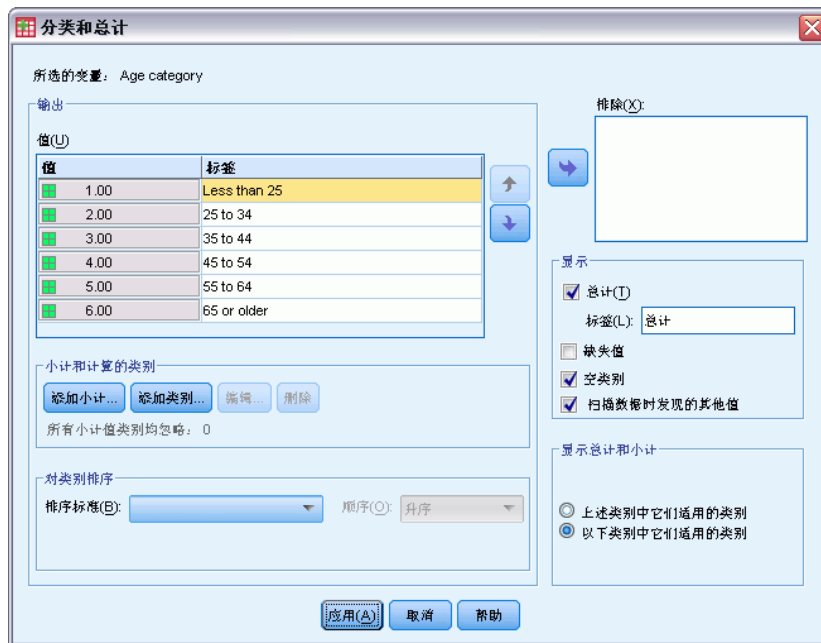 分类和总计
所选的变量: Age category
输出
值(U)
值 标签
1.00 Less than 25
2.00 25 to 34
3.00 35 to 44
4.00 45 to 54
5.00 55 to 64
6.00 65 or older
小计和计算的类别
添加小计... 添加类别... 编辑... 删除
所有小计值类别均忽略: 0
对类别排序
排序标准(B): 顺序(O): 升序
排除(X):
显示
总计(T)
标签(L): 总计
缺失值
空类别
扫描数据时发现的其他值
显示总计和小计
上述类别中它们适用的类别
以下类别中它们适用的类别
应用(A) 取消 帮助